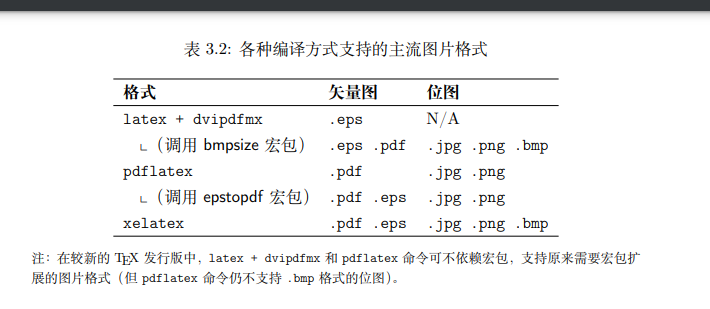 表 3.2: 各种编译方式支持的主流图片格式
格式 矢量图 位图
latex + dvipdfmx .eps N/A
∟（调用 bmpsize 宏包） .eps .pdf .jpg .png .bmp
pdflatex .pdf .jpg .png
∟（调用 epstopdf 宏包） .pdf .eps .jpg .png
xelatex .pdf .eps .jpg .png .bmp
注：在较新的 TEX 发行版中，latex + dvipdfmx 和 pdflatex 命令可不依赖宏包，支持原来需要宏包扩
展的图片格式（但 pdflatex 命令仍不支持 .bmp 格式的位图）。